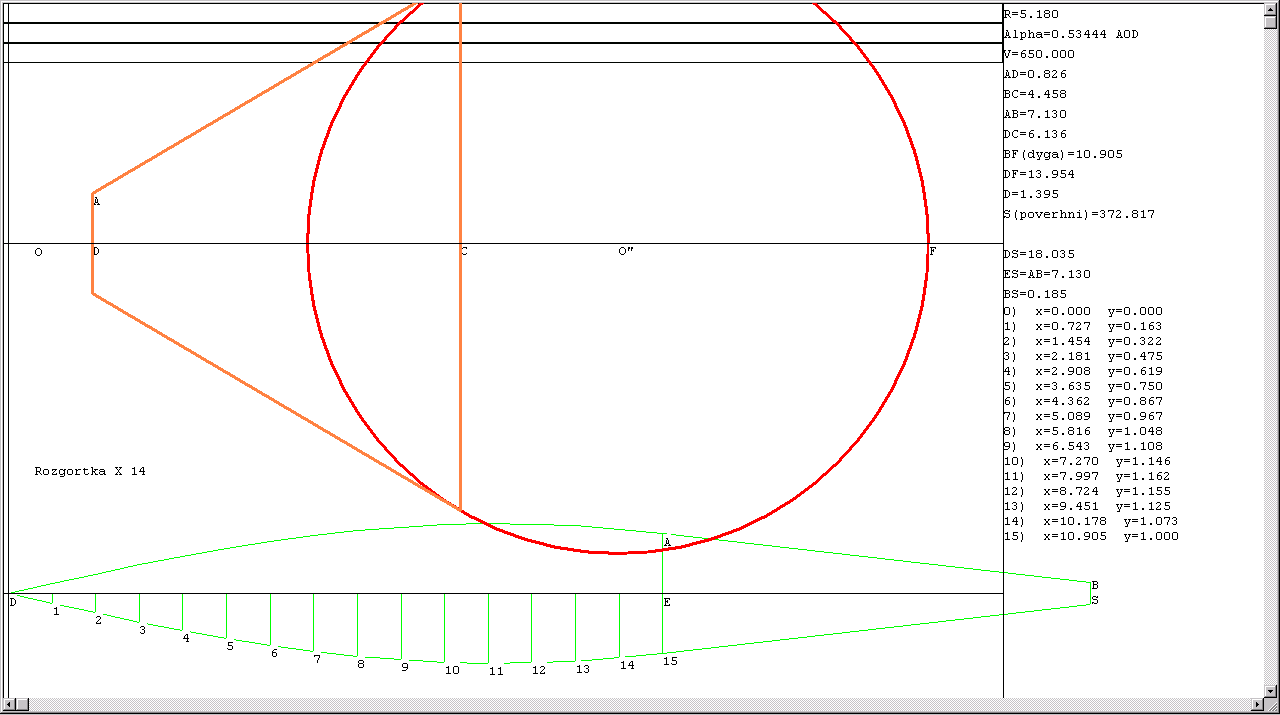 R=5.180
Alpha=0.53444 AOD
V=650.000
AD=0.826
BC=4.458
AB=7.130
DC=6.136
BF(dyga)=10.905
DF=13.954
D=1.395
S(poverhni)=372.817
DS=18.035
ES=AB=7.130
BS=0.185
0) x=0.000 y=0.000
1) x=0.727 y=0.163
2) x=1.454 y=0.322
3) x=2.181 y=0.475
4) x=2.908 y=0.619
5) x=3.635 y=0.750
6) x=4.362 y=0.867
7) x=5.089 y=0.967
8) x=5.816 y=1.048
9) x=6.543 y=1.108
10) x=7.270 y=1.146
11) x=7.997 y=1.162
12) x=8.724 y=1.155
13) x=9.451 y=1.125
14) x=10.178 y=1.073
15) x=10.905 y=1.000
A
O D C O" F
Rozgortka X 14
A
B
D E S
1 2 3 4 5 6 7 8 9 10 11 12 13 14 15